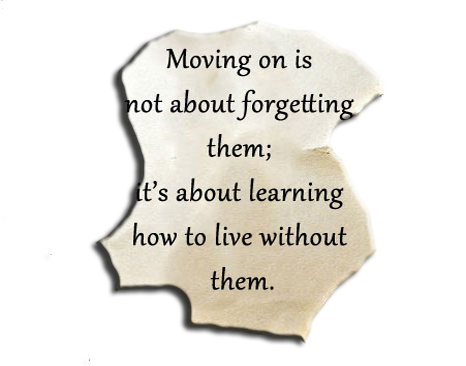 Moving on is
not about forgetting
them;
it's about learning
how to live without
them.